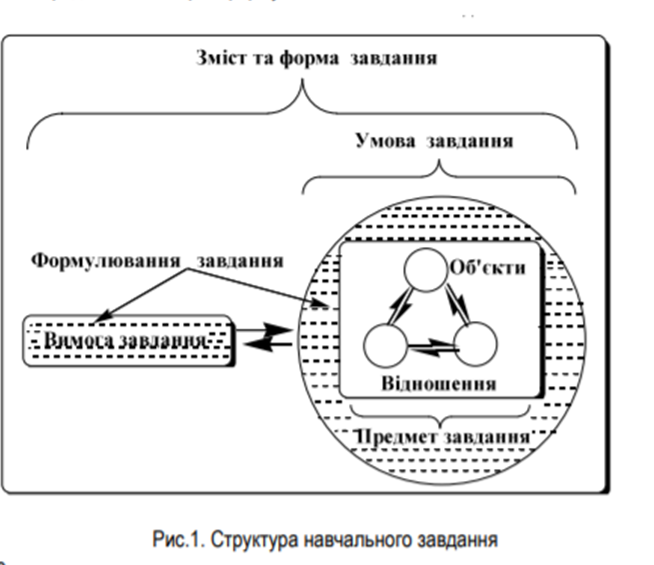 Зміст та форма завдання
Умова завдання
Формулювання завдання
Об'єкти
Вимога завдання
Відношення
Предмет завдання
Рис.1. Структура навчального завдання